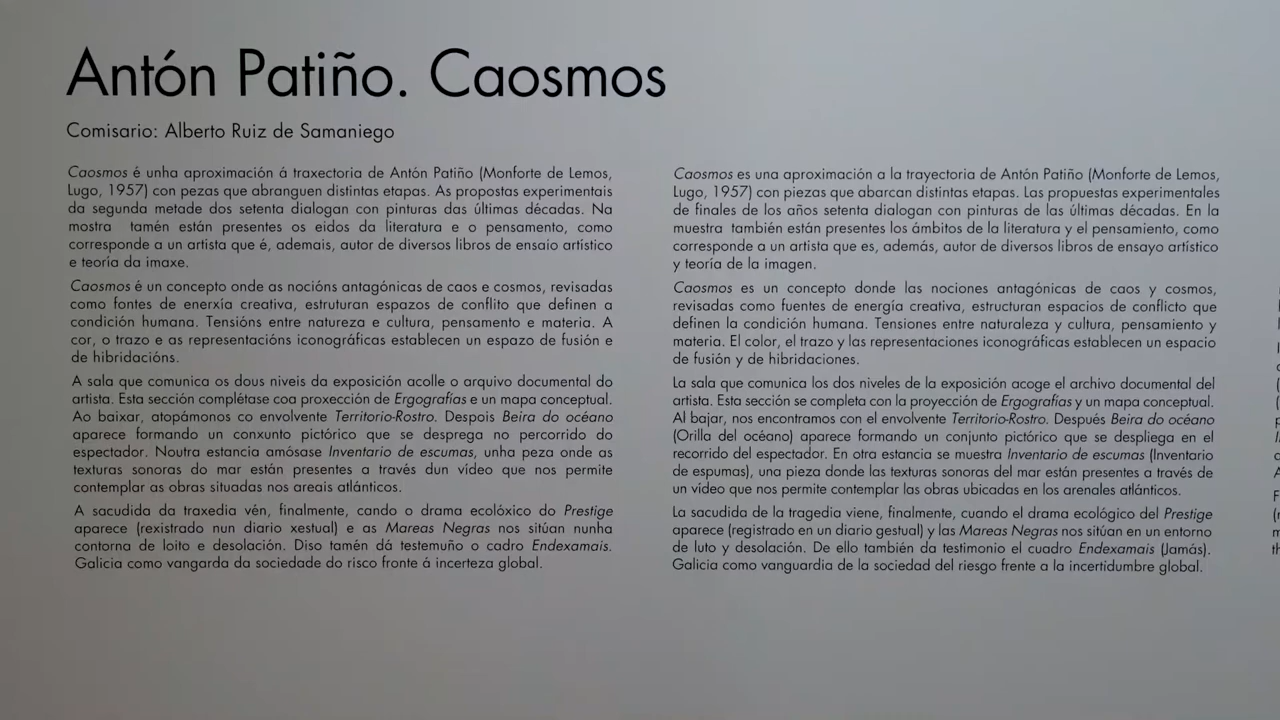 Antón Patiño. Caosmos
Comisario: Alberto Ruiz de Samaniego
Caosmos é unha aproximación á traxectoria de Antón Patiño (Monforte de Lemos,
Lugo, 1957) con pezas que abranguen distintas etapas. As propostas experimentais
da segunda metade dos setenta dialogan con pinturas das últimas décadas. Na
mostra tamén están presentes os eidos da literatura e o pensamento, como
corresponde a un artista que é, ademais, autor de diversos libros de ensaio artístico
e teoría da imaxe.
Caosmos é un concepto onde as nocións antagónicas de caos e cosmos, revisadas
como fontes de enerxía creativa, estruturan espazos de conflito que definen a
condición humana. Tensións entre natureza e cultura, pensamento e materia. A
cor, o trazo e as representacións iconográficas establecen un espazo de fusión e
de hibridacións.
A sala que comunica os dous niveis da exposición acolle o arquivo documental do
artista. Esta sección complétase coa proxección de Ergografías e un mapa conceptual.
Ao baixar, atopámonos co envolvente Territorio-Rostro. Despois Beira do océano
aparece formando un conxunto pictórico que se desprega no percorrido do
espectador. Noutra estancia amósase Inventario de escumas, unha peza onde as
texturas sonoras do mar están presentes a través dun vídeo que nos permite
contemplar as obras situadas nos areais atlánticos.
A sacudida da traxedia vén, finalmente, cando o drama ecolóxico do Prestige
aparece (rexistrado nun diario xestual) e as Mareas Negras nos sitúan nunha
contorna de loito e desolación. Diso tamén dá testemuño o cadro Endexamais.
Galicia como vangarda da sociedade do risco fronte á incerteza global.
Caosmos es una aproximación a la trayectoria de Antón Patiño (Monforte de Lemos,
Lugo, 1957) con piezas que abarcan distintas etapas. Las propuestas experimentales
de finales de los años setenta dialogan con pinturas de las últimas décadas. En la
muestra también están presentes los ámbitos de la literatura y el pensamiento, como
corresponde a un artista que es, además, autor de diversos libros de ensayo artístico
y teoría de la imagen.
Caosmos es un concepto donde las nociones antagónicas de caos y cosmos,
revisadas como fuentes de energía creativa, estructuran espacios de conflicto que
definen la condición humana. Tensiones entre naturaleza y cultura, pensamiento y
materia. El color, el trazo y las representaciones iconográficas establecen un espacio
de fusión y de hibridaciones.
La sala que comunica los dos niveles de la exposición acoge el archivo documental del
artista. Esta sección se completa con la proyección de Ergografías y un mapa conceptual.
Al bajar, nos encontramos con el envolvente Territorio-Rostro. Después Beira do océano
(Orilla del océano) aparece formando un conjunto pictórico que se despliega en el
recorrido del espectador. En otra estancia se muestra Inventario de escumas (Inventario
de espumas), una pieza donde las texturas sonoras del mar están presentes a través de
un vídeo que nos permite contemplar las obras ubicadas en los arenales atlánticos.
La sacudida de la tragedia viene, finalmente, cuando el drama ecológico del Prestige
aparece (registrado en un diario gestual) y las Mareas Negras nos sitúan en un entorno
de luto y desolación. De ello también da testimonio el cuadro Endexamais (Jamás).
Galicia como vanguardia de la sociedad del riesgo frente a la incertidumbre global.